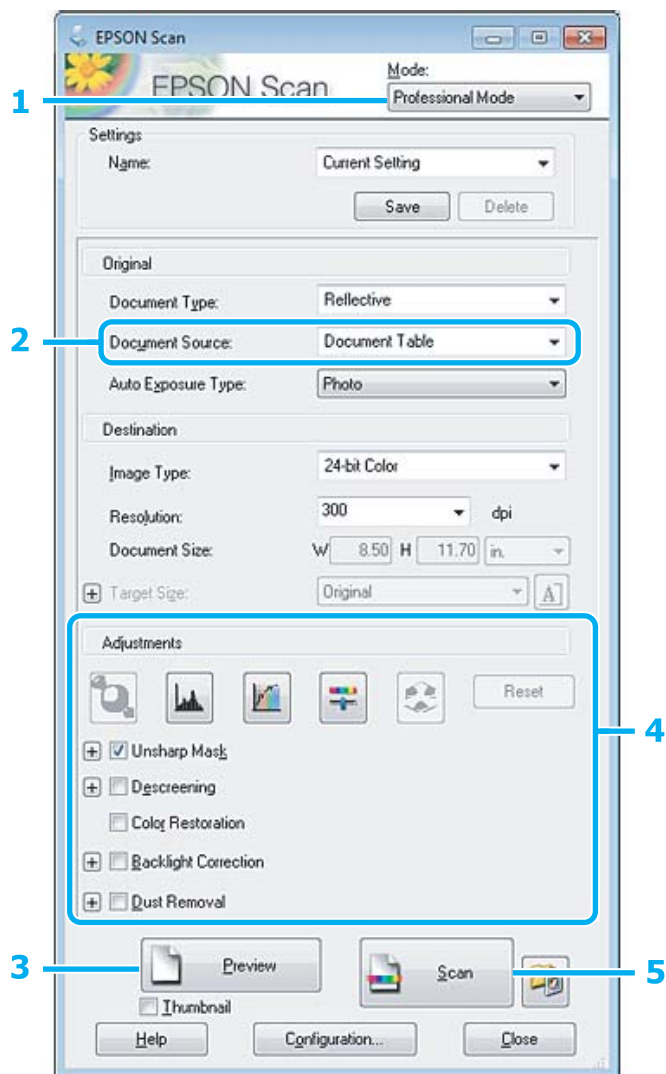 EPSON Scan
EPSON Scan
Mode:
1
Professional Mode
Settings
Name:
Current Setting
Save
Delete
Original
Document Type:
Reflective
2
Document Source:
Document Table
Auto Exposure Type:
Photo
Destination
Image Type:
24-bit Color
Resolution:
300
dpi
Document Size:
W 8.50 H 11.70 in.
Target Size:
Original
A
Adjustments
Reset
4
Unsharp Mask
Descreening
Color Restoration
Backlight Correction
Dust Removal
3
Preview
Scan
5
Thumbnail
Help
Configuration...
Close